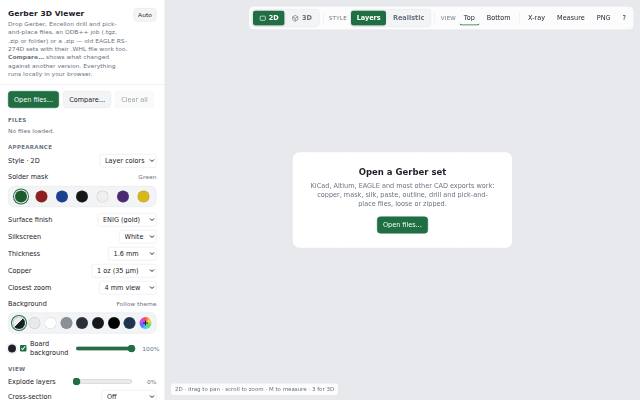 Gerber 3D Viewer
Auto
Drop Gerber, Excellon drill and pick-
and-place files, an ODB++ job (.tgz,
.zip or folder) or a .zip — old EAGLE RS-
274D sets with their .WHL file work too.
Compare... shows what changed
against another version. Everything
runs locally in your browser.
Open files... Compare... Clear all
FILES
No files loaded.
APPEARANCE
Style · 2D Layer colors
Solder mask Green
Surface finish ENIG (gold)
Silkscreen White
Thickness 1.6 mm
Copper 1 oz (35 µm)
Closest zoom 4 mm view
Background Follow theme
Board
background
100%
VIEW
Explode layers 0%
Cross-section Off
2D 3D STYLE Layers Realistic VIEW Top Bottom X-ray Measure PNG ?
Open a Gerber set
KiCad, Altium, EAGLE and most other CAD exports work:
copper, mask, silk, paste, outline, drill and pick-and-
place files, loose or zipped.
Open files...
2D · drag to pan · scroll to zoom · M to measure · 3 for 3D